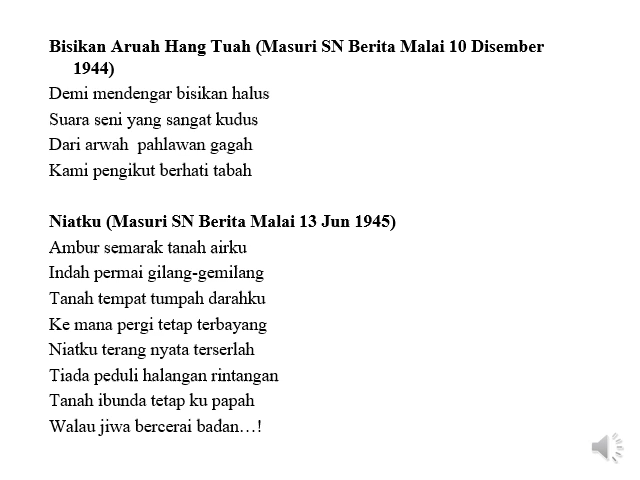 Bisikan Aruah Hang Tuah (Masuri SN Berita Malai 10 Disember
1944)
Demi mendengar bisikan halus
Suara seni yang sangat kudus
Dari arwah  pahlawan gagah
Kami pengikut berhati tabah

Niatku (Masuri SN Berita Malai 13 Jun 1945)
Ambur semarak tanah airku
Indah permai gilang-gemilang
Tanah tempat tumpah darahku
Ke mana pergi tetap terbayang
Niatku terang nyata terserlah
Tiada peduli halangan rintangan
Tanah ibunda tetap ku papah
Walau jiwa bercerai badan…!